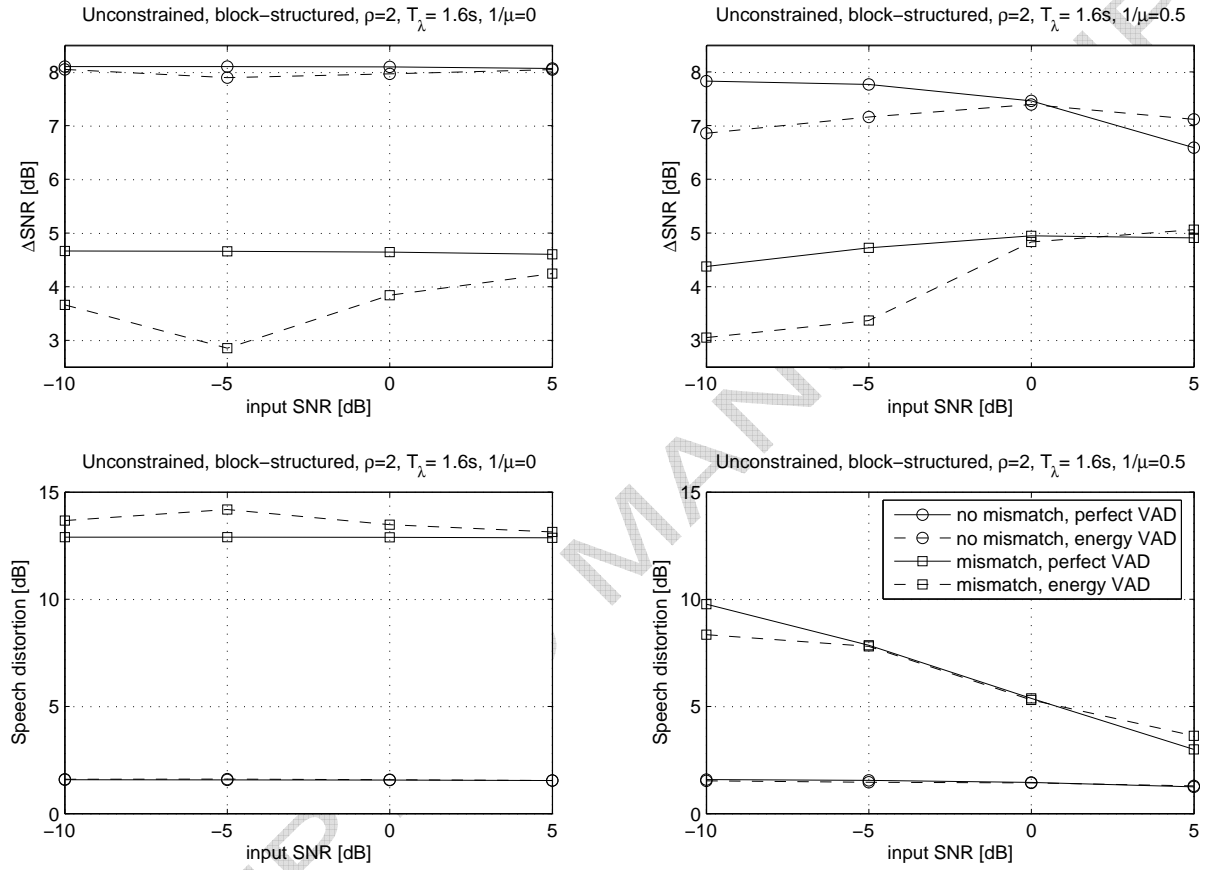 Unconstrained, block−structured, ρ=2, Tλ= 1.6s, 1/μ=0
8
7
6
5
4
3
ΔSNR [dB]
−10 −5 0 5
input SNR [dB]
Unconstrained, block−structured, ρ=2, Tλ= 1.6s, 1/μ=0.5
8
7
6
5
4
3
ΔSNR [dB]
−10 −5 0 5
input SNR [dB]
Unconstrained, block−structured, ρ=2, Tλ= 1.6s, 1/μ=0
15
10
5
0
Speech distortion [dB]
−10 −5 0 5
input SNR [dB]
Unconstrained, block−structured, ρ=2, Tλ= 1.6s, 1/μ=0.5
15
10
5
0
Speech distortion [dB]
no mismatch, perfect VAD
no mismatch, energy VAD
mismatch, perfect VAD
mismatch, energy VAD
−10 −5 0 5
input SNR [dB]